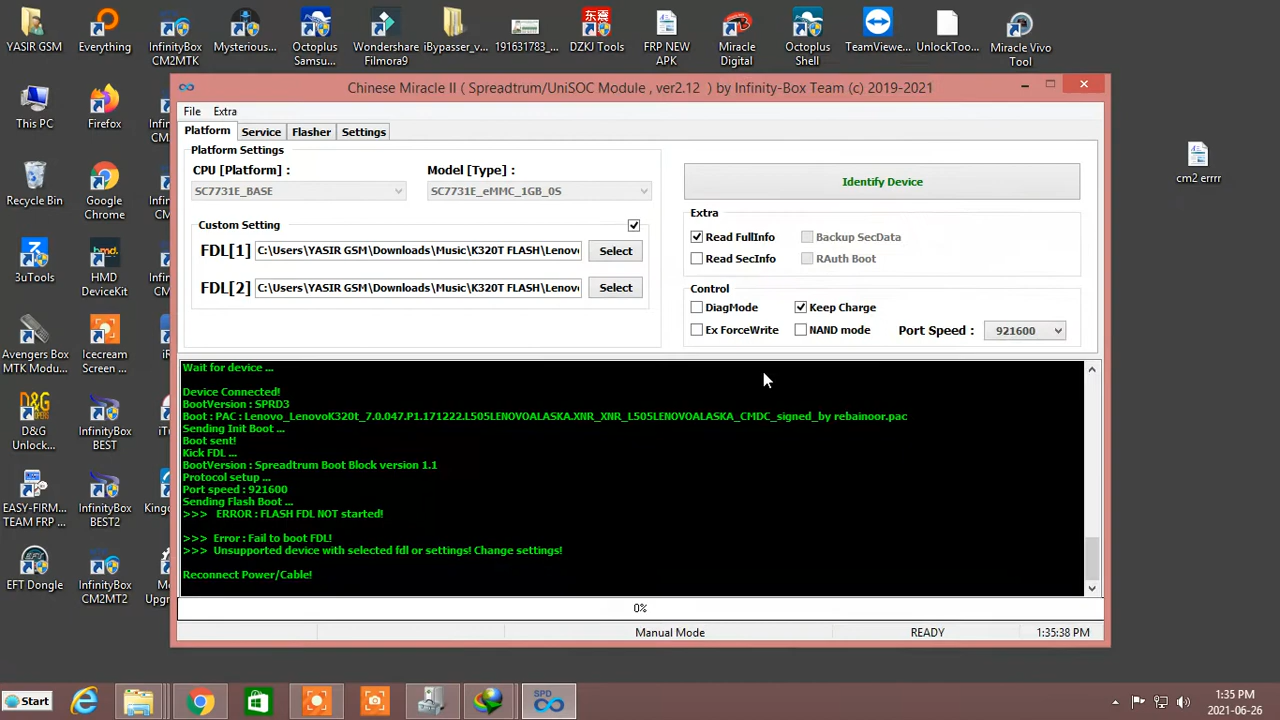 YASIR GSM
Everything
InfinityBox CM2MTK
Mysterious...
Octoplus Samsu...
Wondershare Filmora9
iBypasser_v...
191631783_...
东震
DZKJ Tools
FRP NEW APK
Miracle Digital
Octoplus Shell
TeamViewe...
UnlockToo...
Miracle Vivo Tool
Chinese Miracle II ( Spreadtrum/UniSOC Module , ver2.12 ) by Infinity-Box Team (c) 2019-2021
File Extra
Platform Service Flasher Settings
Platform Settings
CPU [Platform] : Model [Type] :
SC7731E_BASE SC7731E_eMMC_1GB_0S
Custom Setting
FDL[1] C:\Users\YASIR GSM\Downloads\Music\K320T FLASH\Lenov Select
FDL[2] C:\Users\YASIR GSM\Downloads\Music\K320T FLASH\Lenov Select
Identify Device
Extra
Read FullInfo Backup SecData
Read SecInfo RAuth Boot
Control
DiagMode Keep Charge
Ex ForceWrite NAND mode Port Speed : 921600
Wait for device ...
Device Connected!
BootVersion : SPRD3
Boot : PAC : Lenovo_LenovoK320t_7.0.047.P1.171222.L505LENOVOALASKA.XNR_XNR_L505LENOVOALASKA_CMDC_signed_by rebainoor.pac
Sending Init Boot ...
Boot sent!
Kick FDL ...
BootVersion : Spreadtrum Boot Block version 1.1
Protocol setup ...
Port speed : 921600
Sending Flash Boot ...
>>> ERROR : FLASH FDL NOT started!
>>> Error : Fail to boot FDL!
>>> Unsupported device with selected fdl or settings! Change settings!
Reconnect Power/Cable!
0%
Manual Mode READY 1:35:38 PM
This PC
Firefox
Recycle Bin
Google Chrome
3uTools
HMD DeviceKit
Avengers Box MTK Modu...
Icecream Screen ...
D&G Unlock...
InfinityBox BEST
EASY-FIRM... TEAM FRP ...
InfinityBox BEST2
EFT Dongle
InfinityBox CM2MT2
cm2 errrr
Start
SPD
1:35 PM
2021-06-26